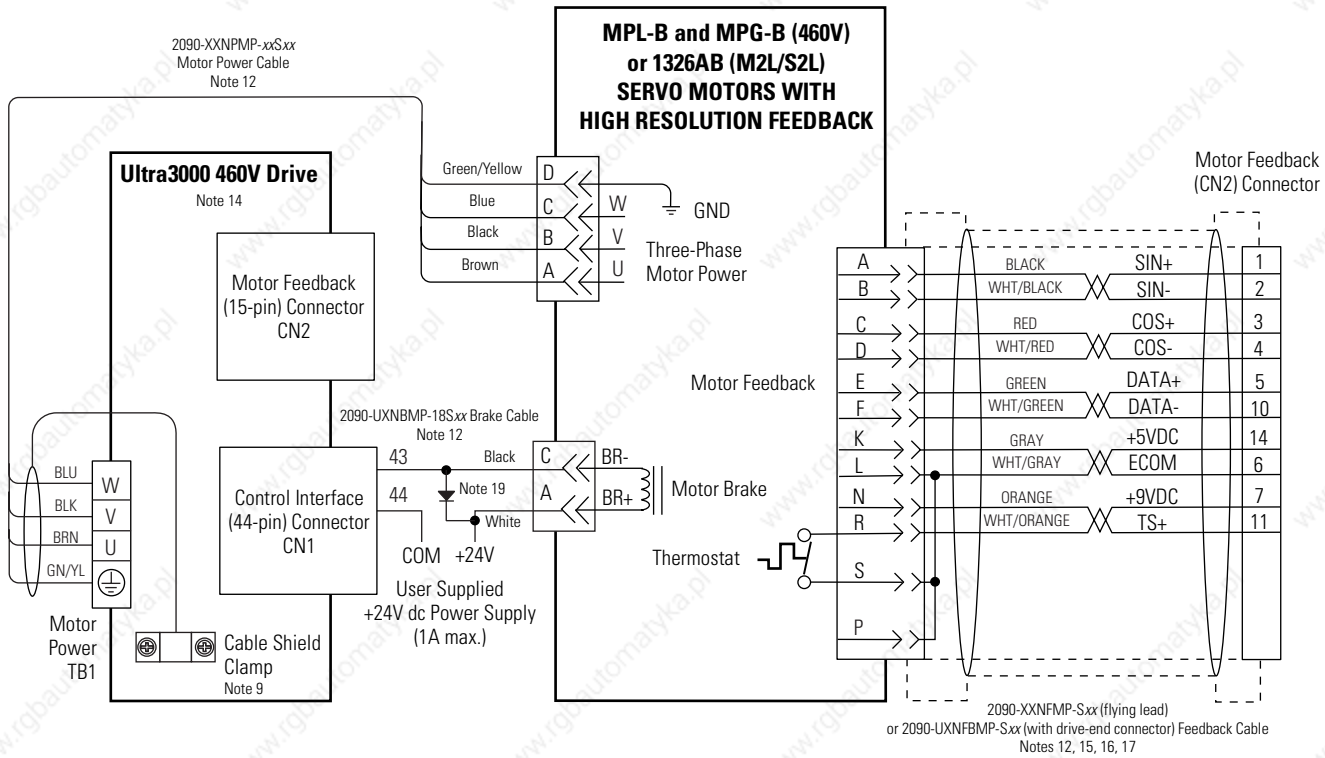 2090-XXNPMP-xxSxx
Motor Power Cable
Note 12
MPL-B and MPG-B (460V)
or 1326AB (M2L/S2L)
SERVO MOTORS WITH
HIGH RESOLUTION FEEDBACK
Ultra3000 460V Drive
Note 14
Motor Feedback
(15-pin) Connector
CN2
Control Interface
(44-pin) Connector
CN1
BLU
BLK
BRN
GN/YL
W
V
U
Motor
Power
TB1
Cable Shield
Clamp
Note 9
Green/Yellow
Blue
Black
Brown
D
C
B
A
W
V
U
GND
Three-Phase
Motor Power
2090-UXNBMP-18Sxx Brake Cable
Note 12
43
Black
44
Note 19
White
COM +24V
User Supplied
+24V dc Power Supply
(1A max.)
C
A
BR-
BR+
Motor Brake
Motor Feedback
Thermostat
Motor Feedback
(CN2) Connector
A BLACK SIN+ 1
B WHT/BLACK SIN- 2
C RED COS+ 3
D WHT/RED COS- 4
E GREEN DATA+ 5
F WHT/GREEN DATA- 10
K GRAY +5VDC 14
L WHT/GRAY ECOM 6
N ORANGE +9VDC 7
R WHT/ORANGE TS+ 11
S
P
2090-XXNFMP-Sxx (flying lead)
or 2090-UXNFBMP-Sxx (with drive-end connector) Feedback Cable
Notes 12, 15, 16, 17
www.rgbautomatyka.pl